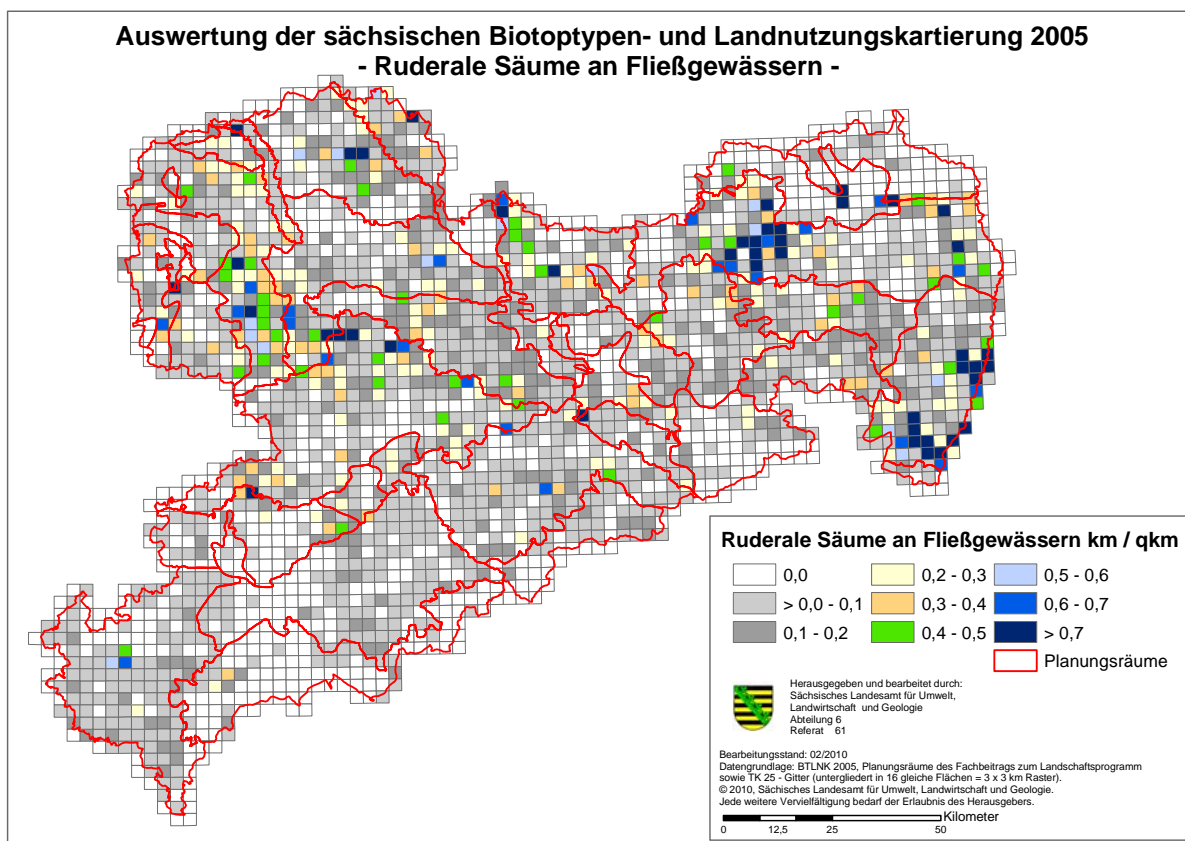 Auswertung der sächsischen Biotoptypen- und Landnutzungskartierung 2005
- Ruderale Säume an Fließgewässern -
Ruderale Säume an Fließgewässern km / qkm
0,0
0,2 - 0,3
0,5 - 0,6
> 0,0 - 0,1
0,3 - 0,4
0,6 - 0,7
0,1 - 0,2
0,4 - 0,5
> 0,7
Planungsräume
Herausgegeben und bearbeitet durch:
Sächsisches Landesamt für Umwelt,
Landwirtschaft und Geologie
Abteilung 6
Referat 61
Bearbeitungsstand: 02/2010
Datengrundlage: BTLNK 2005, Planungsräume des Fachbeitrags zum Landschaftsprogramm
sowie TK 25 - Gitter (untergliedert in 16 gleiche Flächen = 3 x 3 km Raster).
© 2010, Sächsisches Landesamt für Umwelt, Landwirtschaft und Geologie.
Jede weitere Vervielfältigung bedarf der Erlaubnis des Herausgebers.
Kilometer
0 12,5 25 50